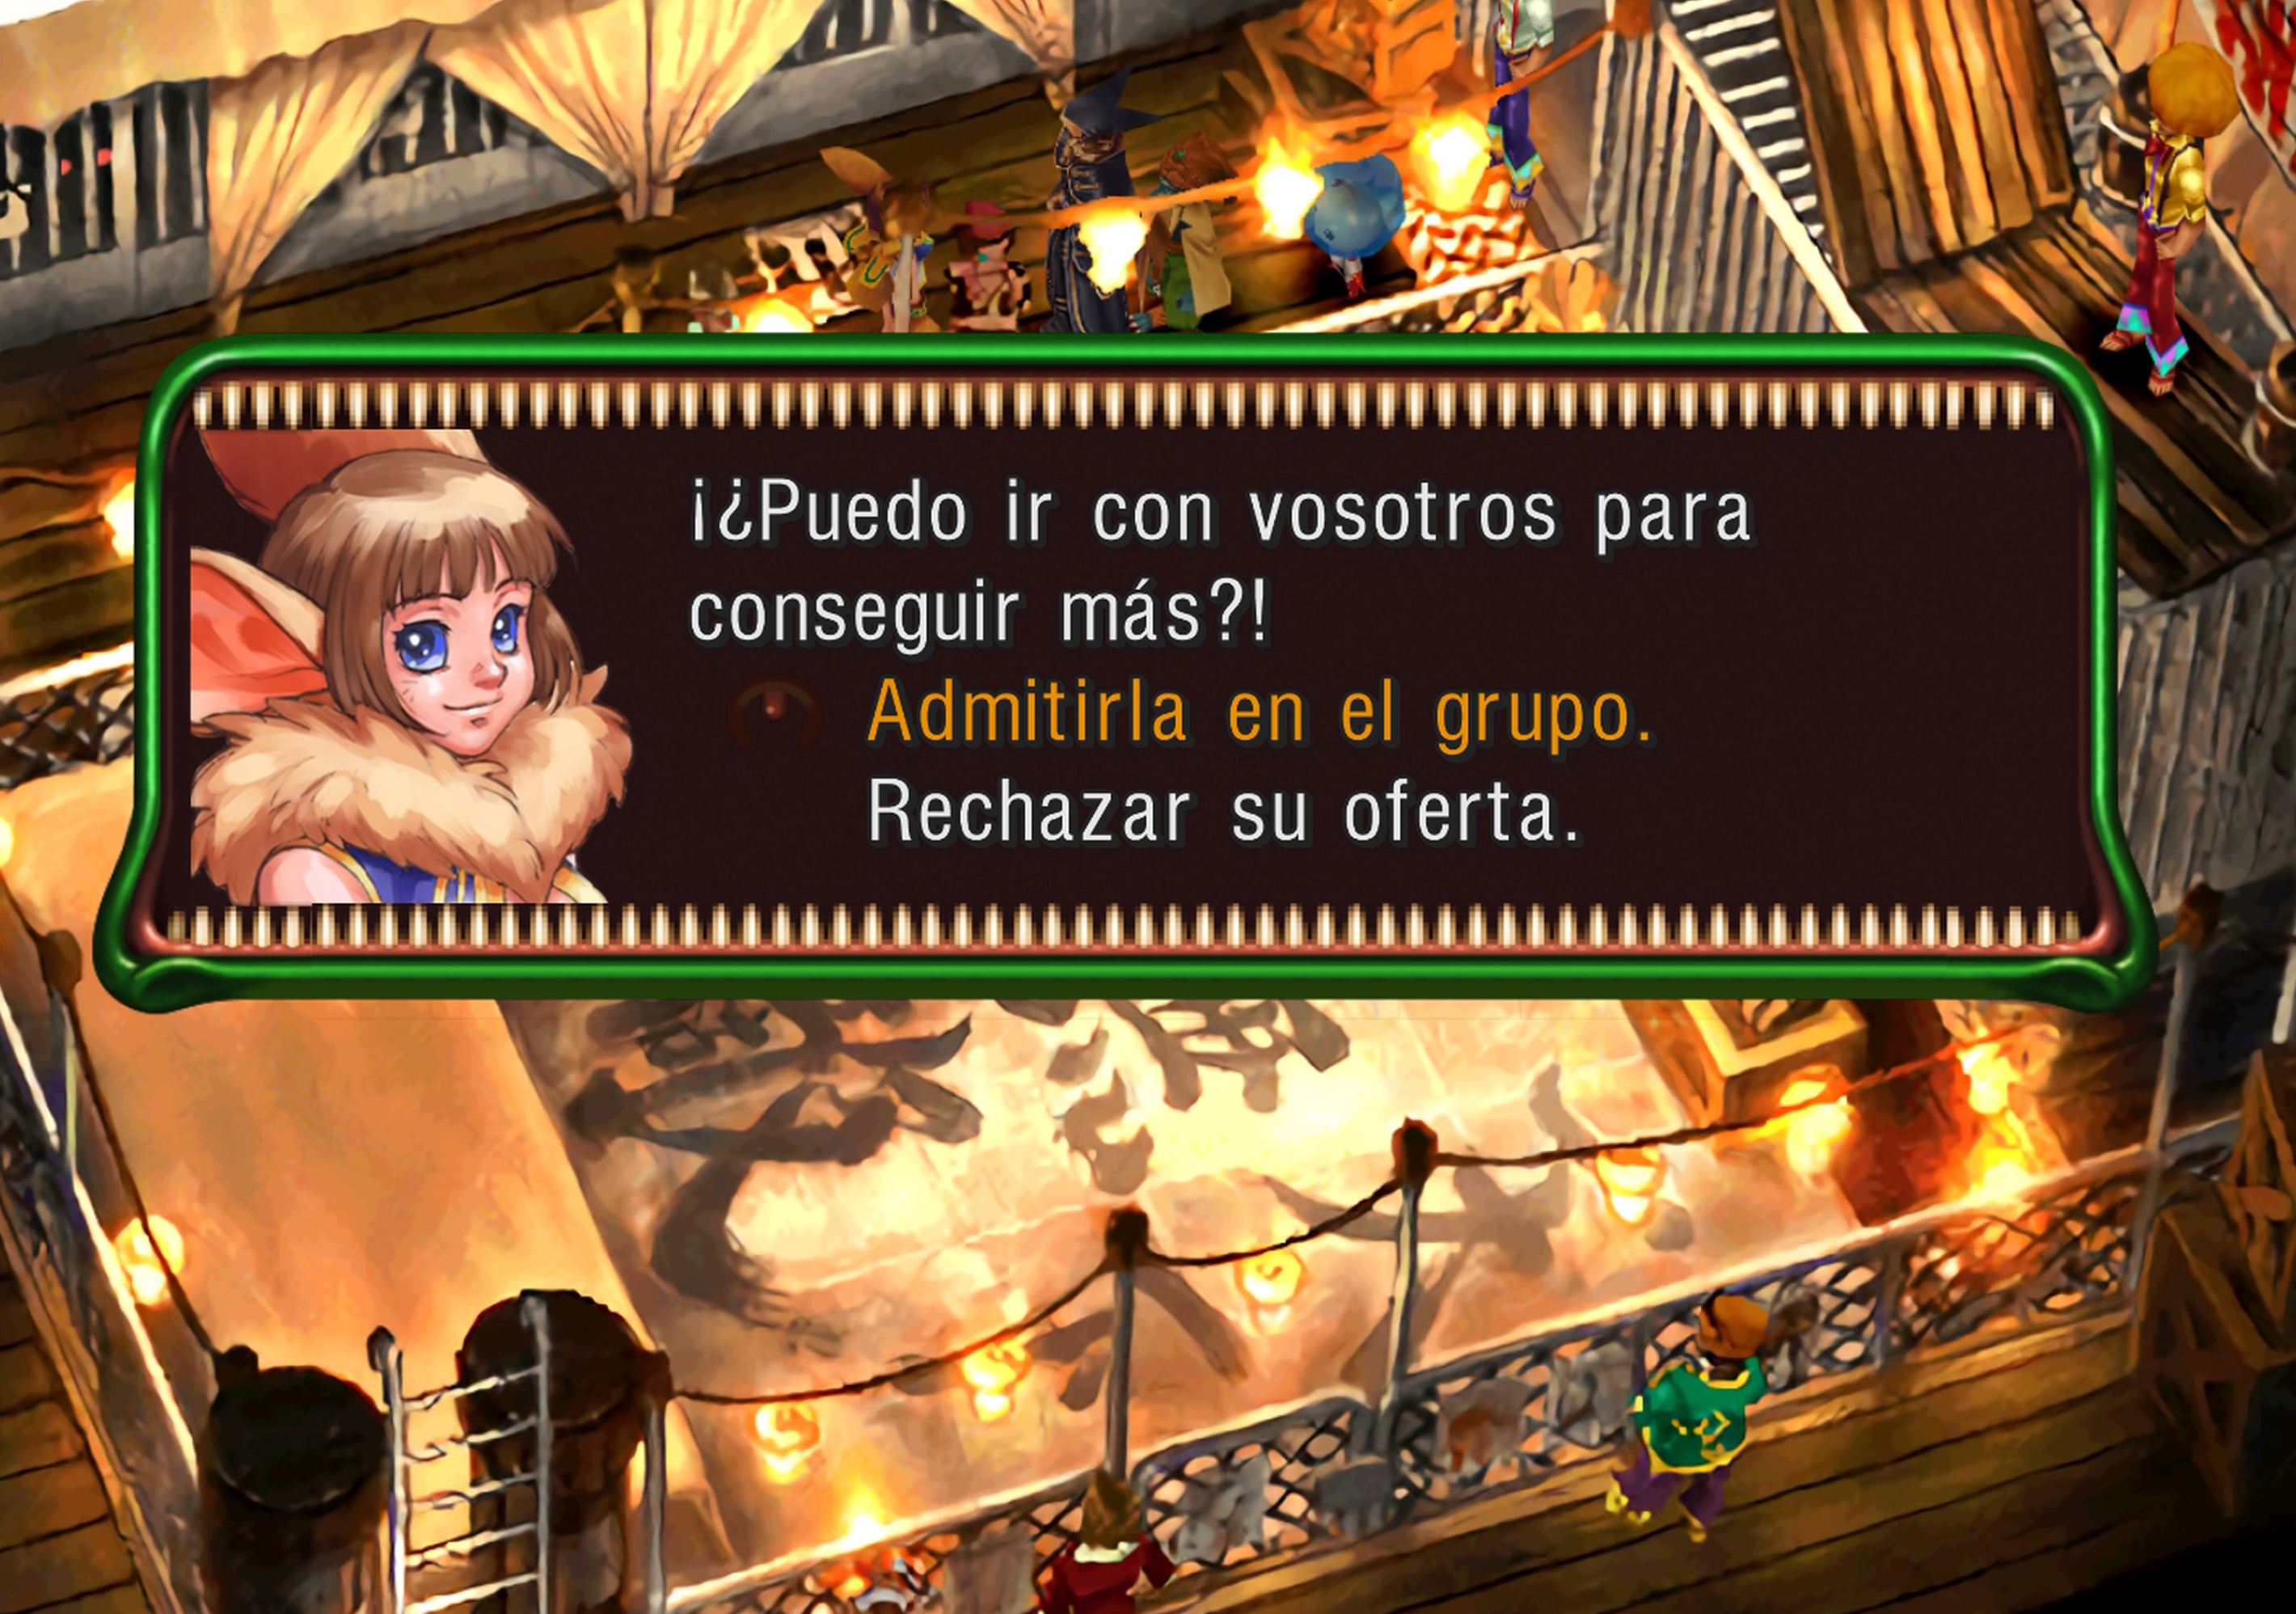 ¡¿Puedo ir con vosotros para
conseguir más?!
Admitirla en el grupo.
Rechazar su oferta.